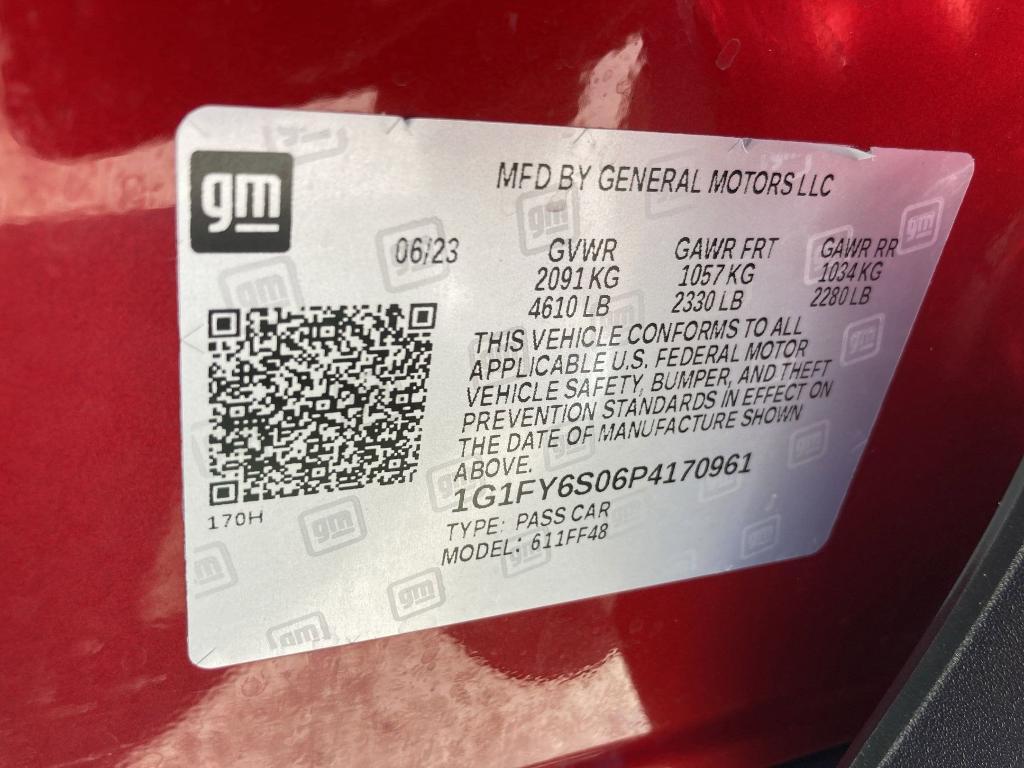 gm
MFD BY GENERAL MOTORS LLC
06/23 GVWR GAWR FRT GAWR RR
2091 KG 1057 KG 1034 KG
4610 LB 2330 LB 2280 LB
THIS VEHICLE CONFORMS TO ALL
APPLICABLE U.S. FEDERAL MOTOR
VEHICLE SAFETY, BUMPER, AND THEFT
PREVENTION STANDARDS IN EFFECT ON
THE DATE OF MANUFACTURE SHOWN
ABOVE.
1G1FY6S06P4170961
TYPE: PASS CAR
MODEL: 611FF48
170H